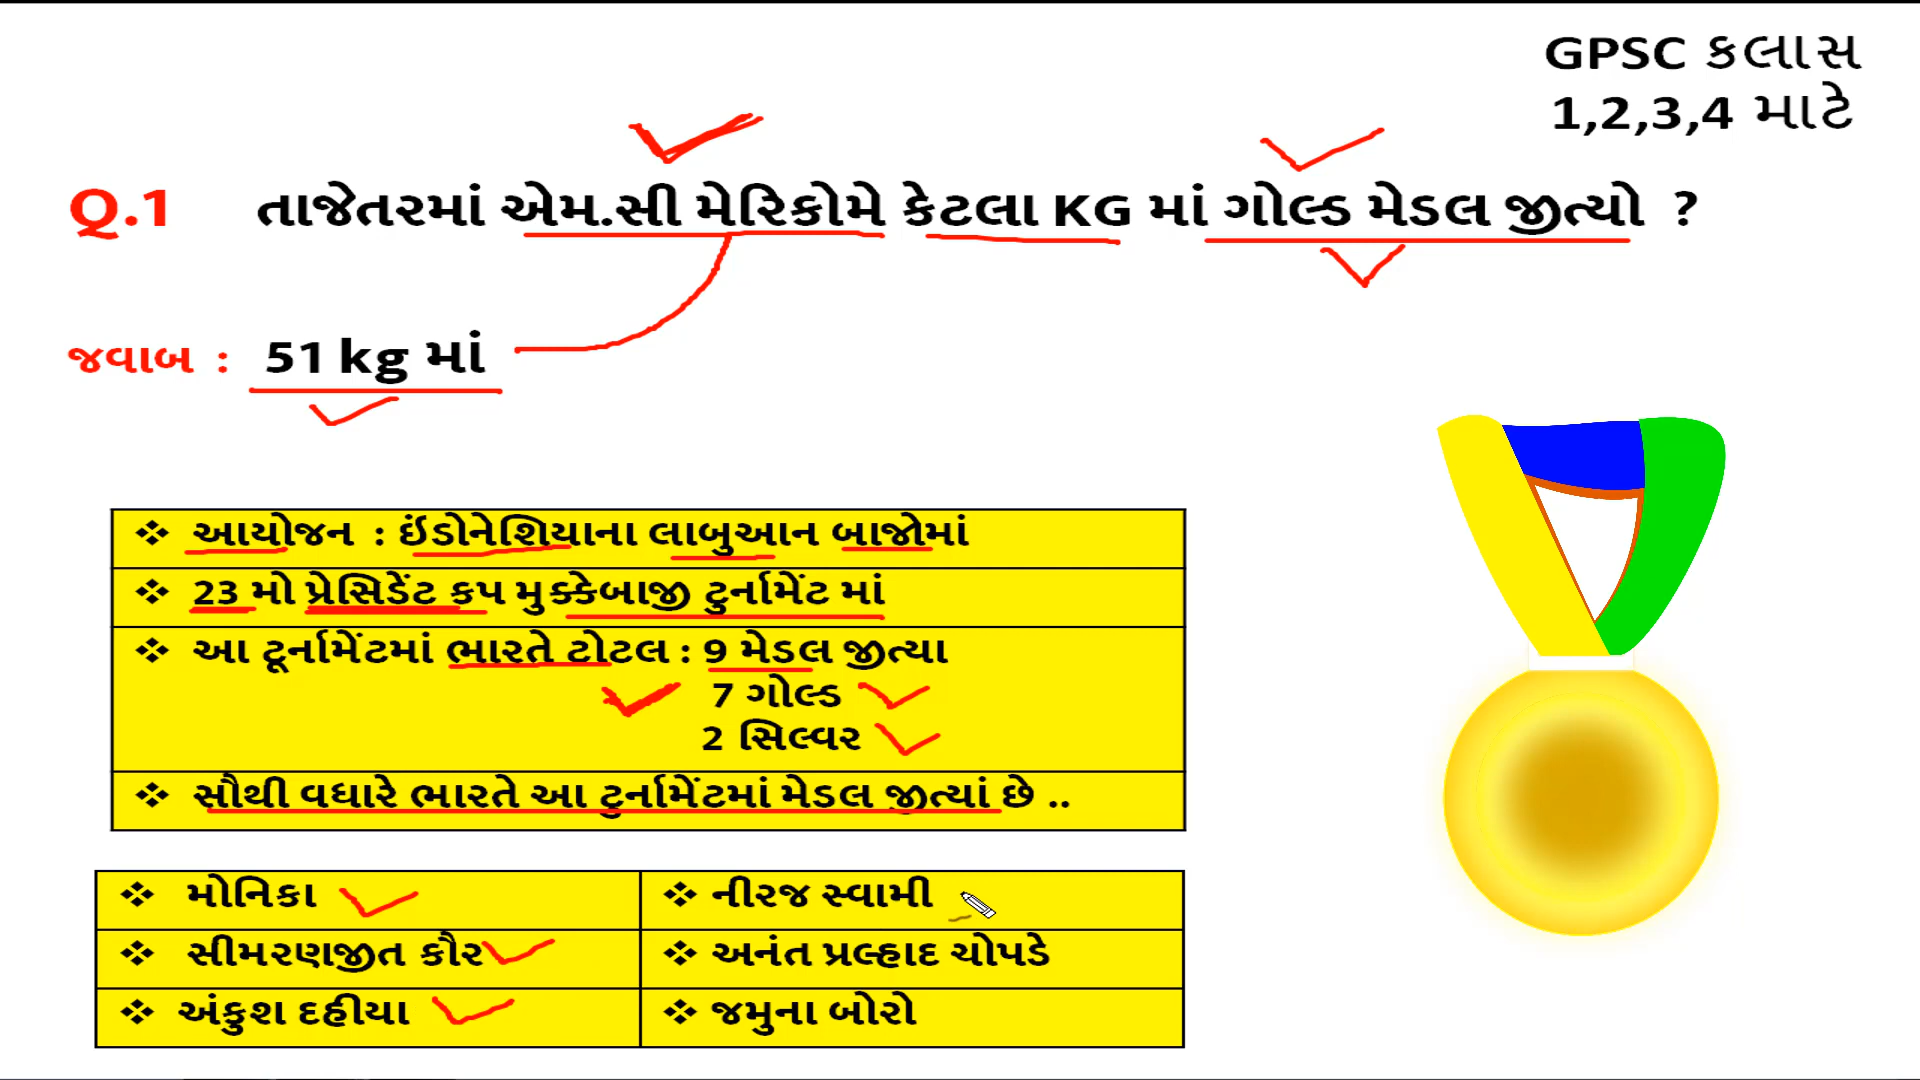 GPSC કલાસ
1,2,3,4 માટે
Q.1 તાજેતરમાં એમ.સી મેરિકોમે કેટલા KG માં ગોલ્ડ મેડલ જીત્યો ?
જવાબ : 51 kg માં
❖ આયોજન : ઇંડોનેશિયાના લાબુઆન બાજોમાં
❖ 23 મો પ્રેસિડેંટ કપ મુક્કેબાજી ટુર્નામેંટ માં
❖ આ ટૂર્નામેંટમાં ભારતે ટોટલ : 9 મેડલ જીત્યા
7 ગોલ્ડ
2 સિલ્વર
❖ સૌથી વધારે ભારતે આ ટુર્નામેંટમાં મેડલ જીત્યાં છે ..
❖ મોનિકા ❖ નીરજ સ્વામી
❖ સીમરણજીત કૌર ❖ અનંત પ્રલ્હાદ ચોપડે
❖ અંકુશ દહીયા ❖ જમુના બોરો